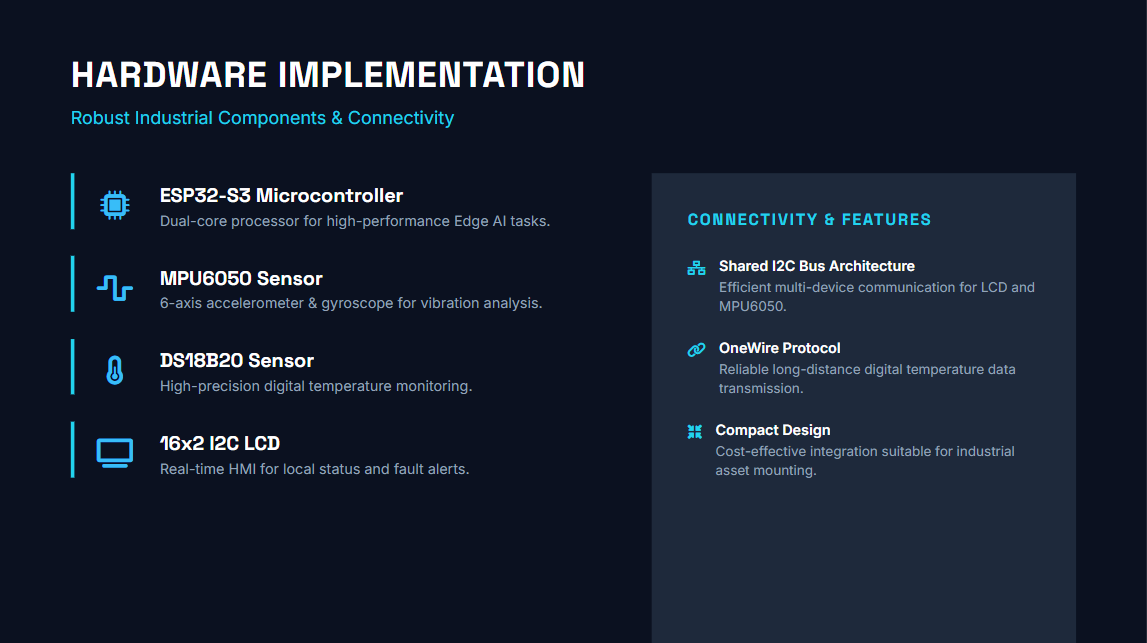 HARDWARE IMPLEMENTATION
Robust Industrial Components & Connectivity
ESP32-S3 Microcontroller
Dual-core processor for high-performance Edge AI tasks.
MPU6050 Sensor
6-axis accelerometer & gyroscope for vibration analysis.
DS18B20 Sensor
High-precision digital temperature monitoring.
16x2 I2C LCD
Real-time HMI for local status and fault alerts.
CONNECTIVITY & FEATURES
Shared I2C Bus Architecture
Efficient multi-device communication for LCD and
MPU6050.
OneWire Protocol
Reliable long-distance digital temperature data
transmission.
Compact Design
Cost-effective integration suitable for industrial
asset mounting.